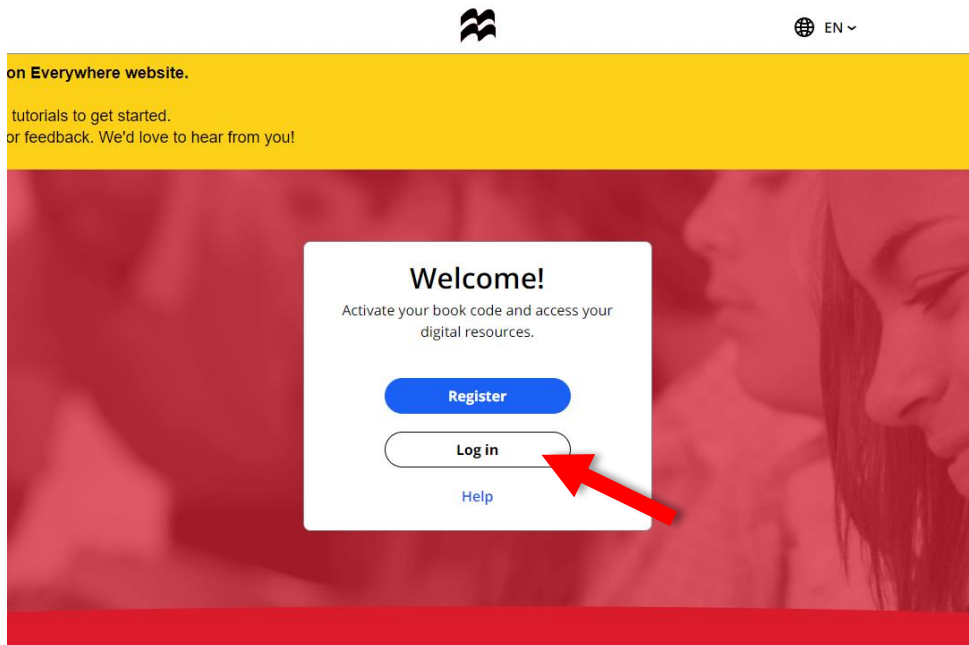 EN
on Everywhere website.
tutorials to get started.
or feedback. We'd love to hear from you!
Welcome!
Activate your book code and access your
digital resources.
Register
Log in
Help